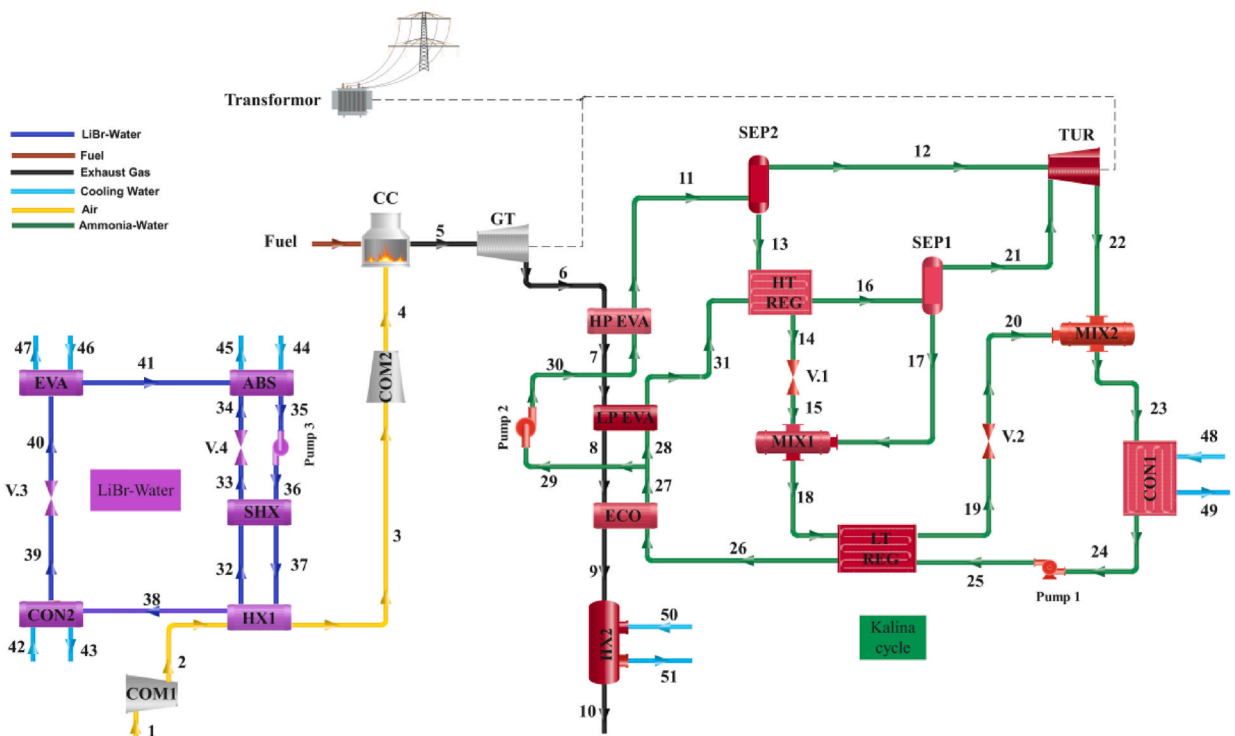 Transformor
LiBr-Water
Fuel
Exhaust Gas
Cooling Water
Air
Ammonia-Water
SEP2
TUR
12
11
CC
GT
5
Fuel
13
SEP1
21
22
6
HT
REG
16
4
HP EVA
14
20
MIX2
47
46
45
44
7
30
31
17
41
COM2
V.1
EVA
ABS
23
34
35
LP EVA
15
Pump 2
40
V.4
Pump 3
8
28
MIX1
V.2
48
29
33
36
27
CON1
V.3
LiBr-Water
SHX
ECO
18
19
49
3
LT
REG
39
32
37
26
24
9
25
38
Pump 1
CON2
HX1
50
Kalina
cycle
42
43
2
HX2
51
COM1
10
1